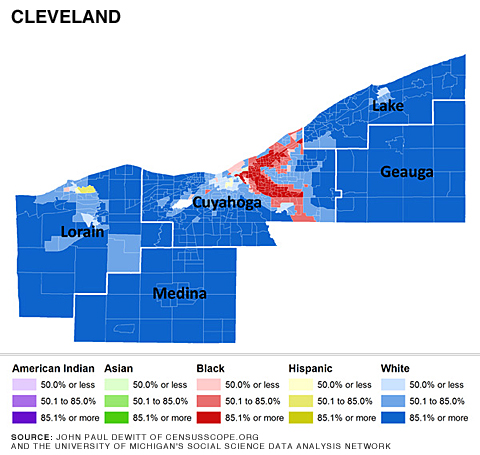 CLEVELAND
Lake
Geauga
Cuyahoga
Lorain
Medina
American Indian Asian Black Hispanic White
50.0% or less 50.0% or less 50.0% or less 50.0% or less 50.0% or less
50.1 to 85.0% 50.1 to 85.0% 50.1 to 85.0% 50.1 to 85.0% 50.1 to 85.0%
85.1% or more 85.1% or more 85.1% or more 85.1% or more 85.1% or more
SOURCE: JOHN PAUL DEWITT OF CENSUSSCOPE.ORG
AND THE UNIVERSITY OF MICHIGAN'S SOCIAL SCIENCE DATA ANALYSIS NETWORK